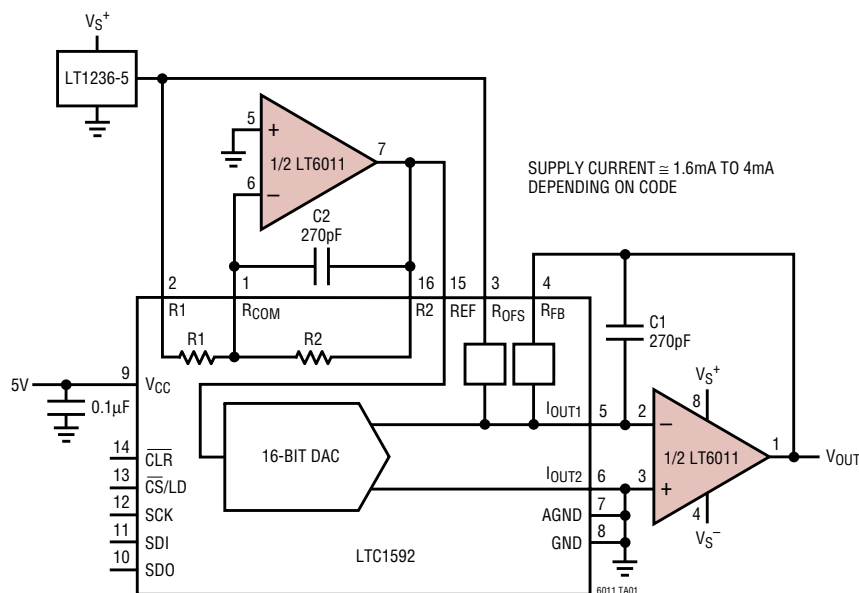 VS+
LT1236-5
5
+
1/2 LT6011
7
6
−
SUPPLY CURRENT ≅ 1.6mA TO 4mA
DEPENDING ON CODE
C2
270pF
2
1
16
15
3
4
R1
RCOM
R2
REF
ROFS
RFB
R1
R2
C1
270pF
5V
9
VCC
0.1µF
VS+
8
IOUT1
5
2
−
1/2 LT6011
1
VOUT
16-BIT DAC
14
C̅L̅R̅
13
C̅S̅/LD
12
SCK
11
SDI
10
SDO
IOUT2
6
3
+
7
AGND
8
GND
4
VS−
LTC1592
6011 TA01